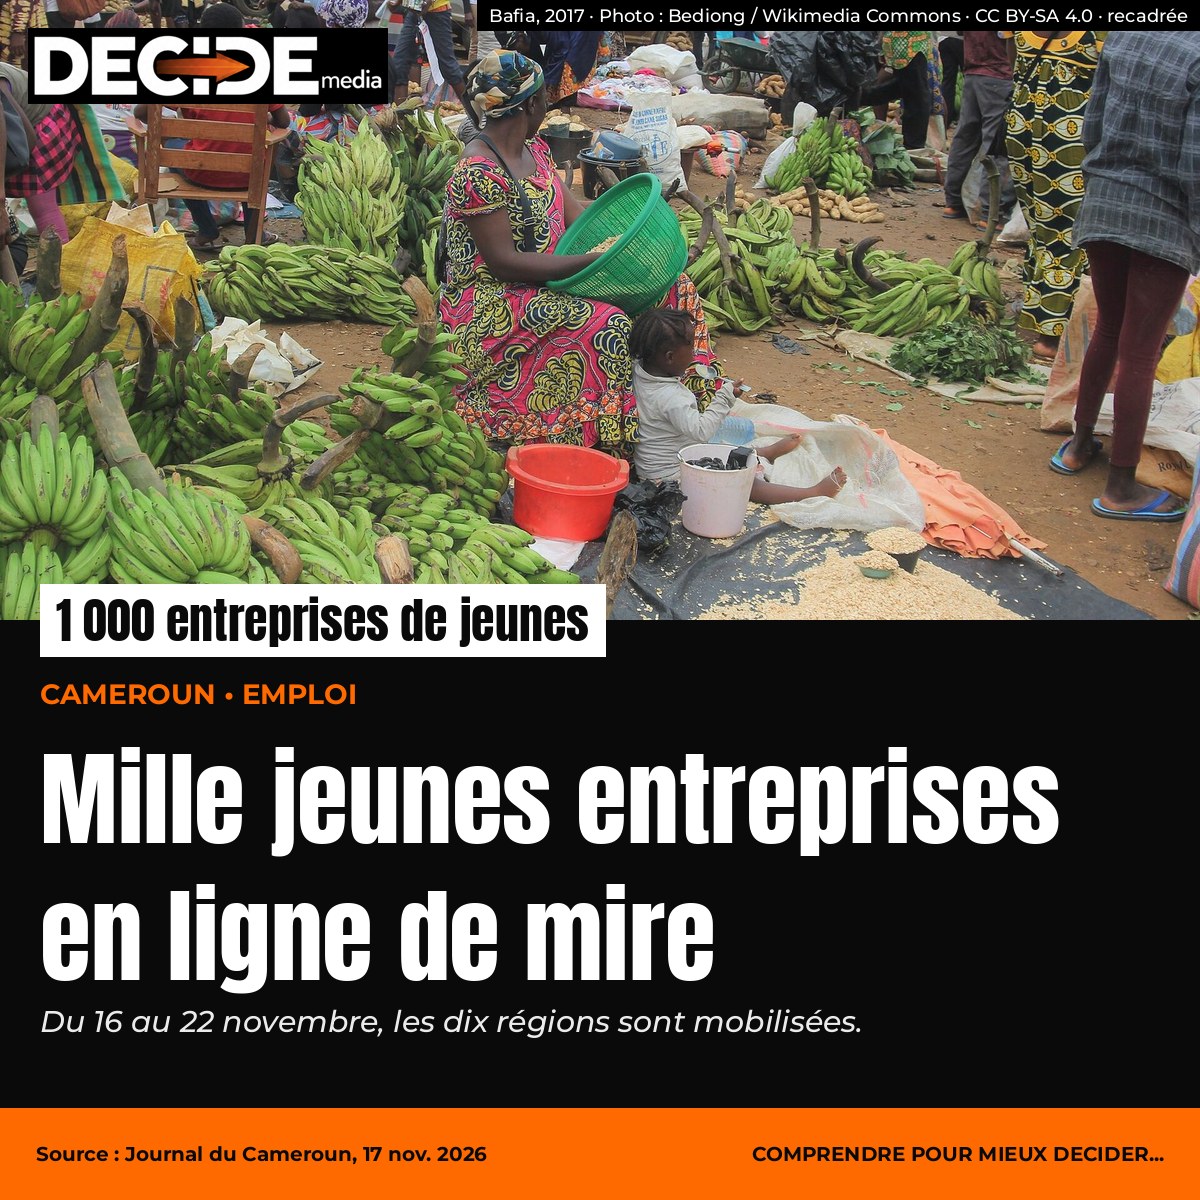 Bafia, 2017 · Photo : Bediong / Wikimedia Commons · CC BY-SA 4.0 · recadrée
DECIDE media
1 000 entreprises de jeunes
CAMEROUN • EMPLOI
Mille jeunes entreprises
en ligne de mire
Du 16 au 22 novembre, les dix régions sont mobilisées.
Source : Journal du Cameroun, 17 nov. 2026
COMPRENDRE POUR MIEUX DECIDER...